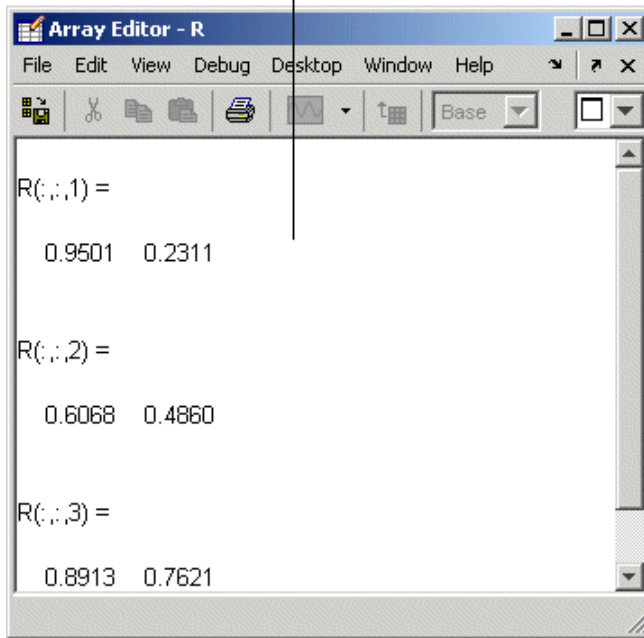 Array Editor - R
File Edit View Debug Desktop Window Help
Base
R(:,:,1) =
0.9501 0.2311
R(:,:,2) =
0.6068 0.4860
R(:,:,3) =
0.8913 0.7621